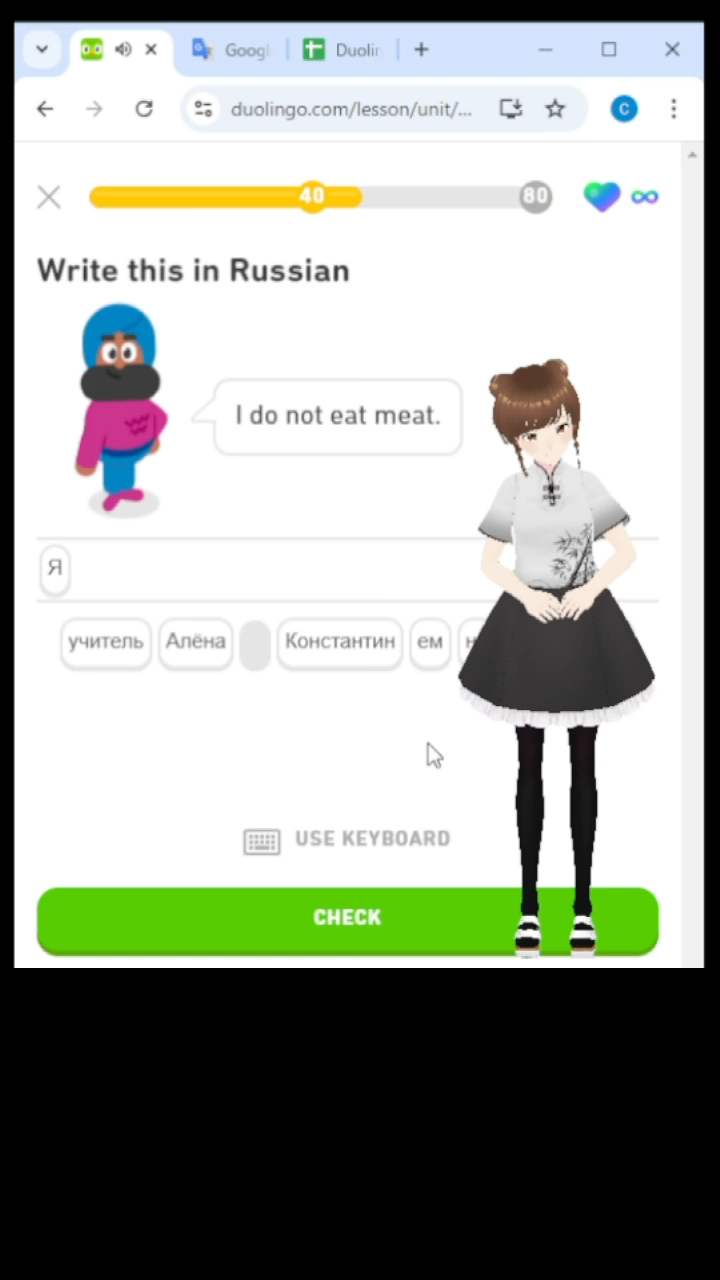 Googl
Duolin
duolingo.com/lesson/unit/...
C
40
80
Write this in Russian
I do not eat meat.
Я
учитель Алёна Константин ем
USE KEYBOARD
CHECK